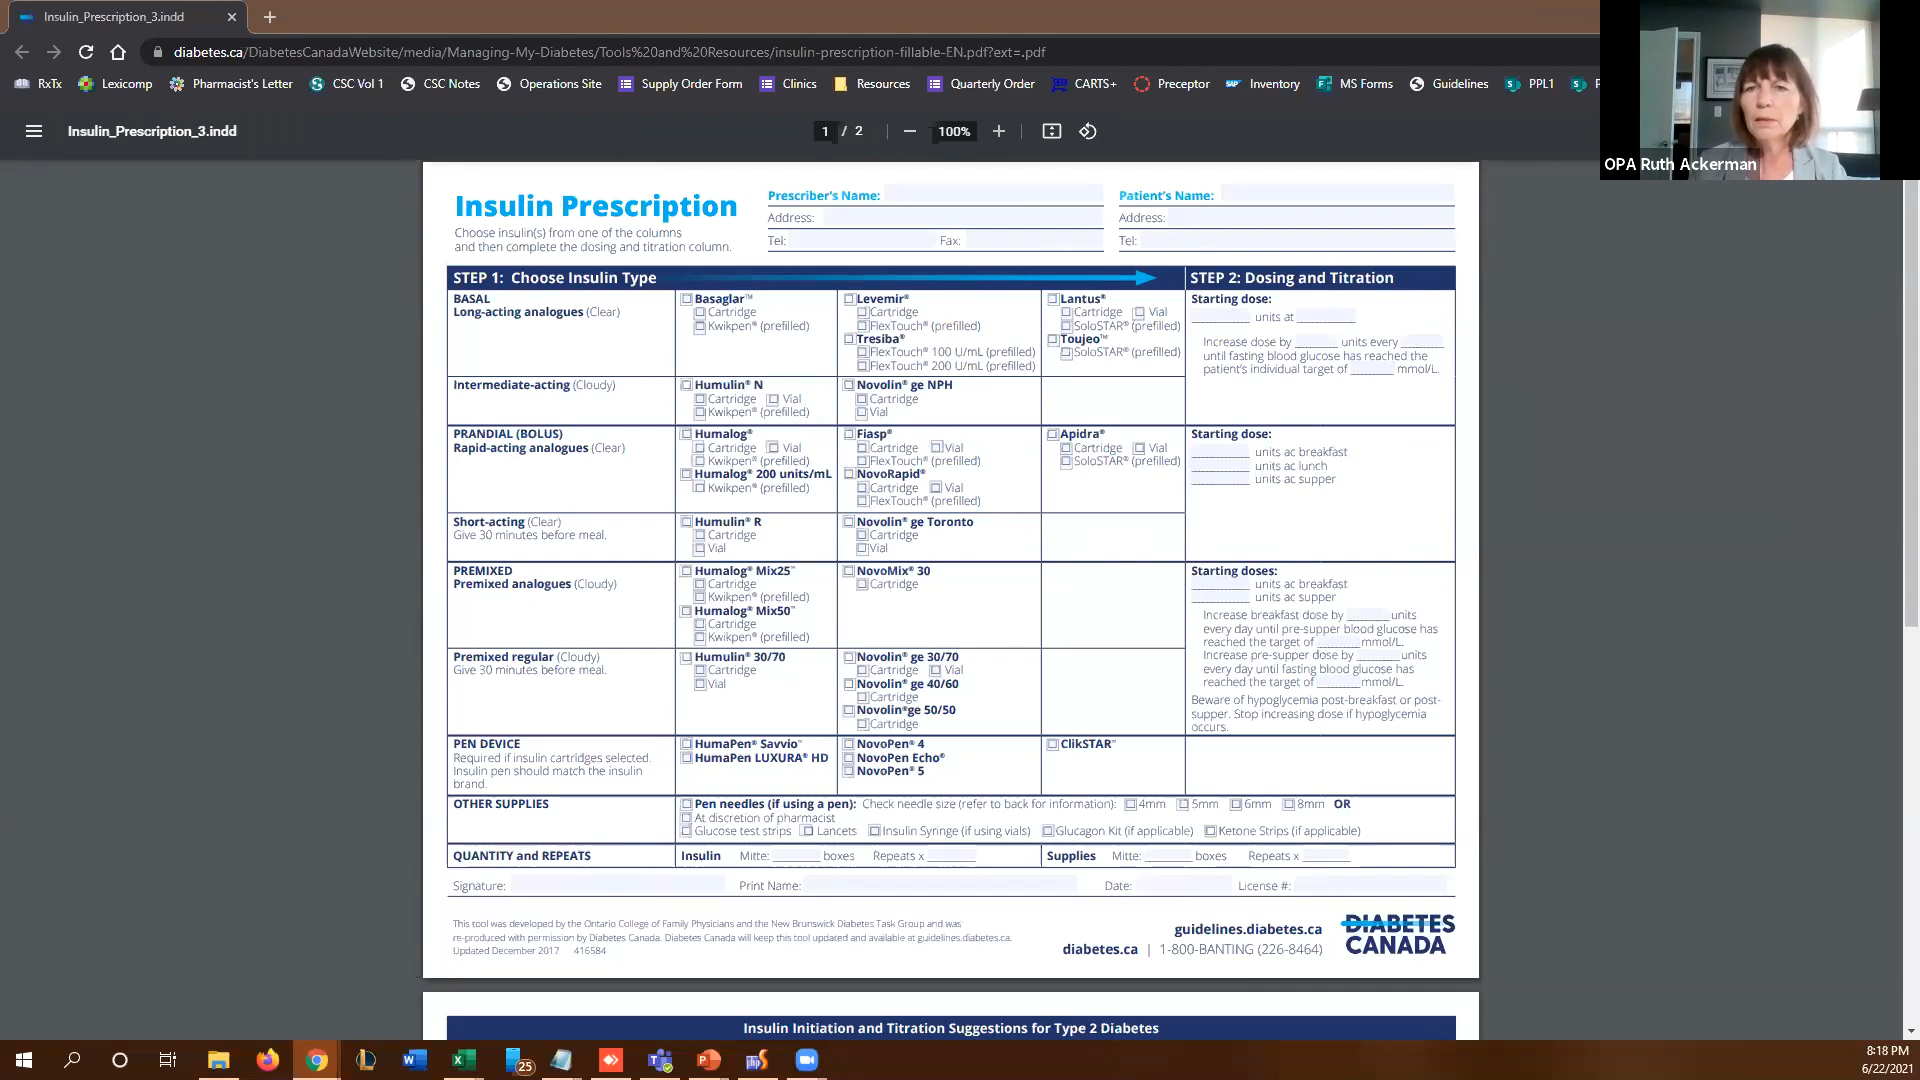 Insulin_Prescription_3.indd
diabetes.ca/DiabetesCanadaWebsite/media/Managing-My-Diabetes/Tools%20and%20Resources/insulin-prescription-fillable-EN.pdf?ext=.pdf
RxTx Lexicomp Pharmacist's Letter CSC Vol 1 CSC Notes Operations Site Supply Order Form Clinics Resources Quarterly Order CARTS+ Preceptor Inventory MS Forms Guidelines PPL1
Insulin_Prescription_3.indd 1 / 2 100%
OPA Ruth Ackerman
Insulin Prescription
Choose insulin(s) from one of the columns
and then complete the dosing and titration column.
Prescriber's Name:
Address:
Tel: Fax:
Patient's Name:
Address:
Tel:
STEP 1: Choose Insulin Type
STEP 2: Dosing and Titration
BASAL
Long-acting analogues (Clear)
Basaglar™
Cartridge
Kwikpen® (prefilled)
Levemir®
Cartridge
FlexTouch® (prefilled)
Tresiba®
FlexTouch® 100 U/mL (prefilled)
FlexTouch® 200 U/mL (prefilled)
Lantus®
Cartridge Vial
SoloSTAR® (prefilled)
Toujeo™
SoloSTAR® (prefilled)
Starting dose:
units at
Increase dose by units every
until fasting blood glucose has reached the
patient's individual target of mmol/L.
Intermediate-acting (Cloudy)
Humulin® N
Cartridge Vial
Kwikpen® (prefilled)
Novolin® ge NPH
Cartridge
Vial
PRANDIAL (BOLUS)
Rapid-acting analogues (Clear)
Humalog®
Cartridge Vial
Kwikpen® (prefilled)
Humalog® 200 units/mL
Kwikpen® (prefilled)
Fiasp®
Cartridge Vial
FlexTouch® (prefilled)
NovoRapid®
Cartridge Vial
FlexTouch® (prefilled)
Apidra®
Cartridge Vial
SoloSTAR® (prefilled)
Starting dose:
units ac breakfast
units ac lunch
units ac supper
Short-acting (Clear)
Give 30 minutes before meal.
Humulin® R
Cartridge
Vial
Novolin® ge Toronto
Cartridge
Vial
PREMIXED
Premixed analogues (Cloudy)
Humalog® Mix25™
Cartridge
Kwikpen® (prefilled)
Humalog® Mix50™
Cartridge
Kwikpen® (prefilled)
NovoMix® 30
Cartridge
Starting doses:
units ac breakfast
units ac supper
Increase breakfast dose by units
every day until pre-supper blood glucose has
reached the target of mmol/L.
Increase pre-supper dose by units
every day until fasting blood glucose has
reached the target of mmol/L.
Beware of hypoglycemia post-breakfast or post-
supper. Stop increasing dose if hypoglycemia
occurs.
Premixed regular (Cloudy)
Give 30 minutes before meal.
Humulin® 30/70
Cartridge
Vial
Novolin® ge 30/70
Cartridge Vial
Novolin® ge 40/60
Cartridge
Novolin®ge 50/50
Cartridge
PEN DEVICE
Required if insulin cartridges selected.
Insulin pen should match the insulin
brand.
HumaPen® Savvio™
HumaPen LUXURA® HD
NovoPen® 4
NovoPen Echo®
NovoPen® 5
ClikSTAR™
OTHER SUPPLIES
Pen needles (if using a pen): Check needle size (refer to back for information): 4mm 5mm 6mm 8mm OR
At discretion of pharmacist
Glucose test strips Lancets Insulin Syringe (if using vials) Glucagon Kit (if applicable) Ketone Strips (if applicable)
QUANTITY and REPEATS Insulin Mitte: boxes Repeats x Supplies Mitte: boxes Repeats x
Signature: Print Name: Date: License #:
This tool was developed by the Ontario College of Family Physicians and the New Brunswick Diabetes Task Group and was
re-produced with permission by Diabetes Canada. Diabetes Canada will keep this tool updated and available at guidelines.diabetes.ca.
Updated December 2017 416584
guidelines.diabetes.ca
diabetes.ca | 1-800-BANTING (226-8464)
DIABETES
CANADA
Insulin Initiation and Titration Suggestions for Type 2 Diabetes
25
8:18 PM
6/22/2021